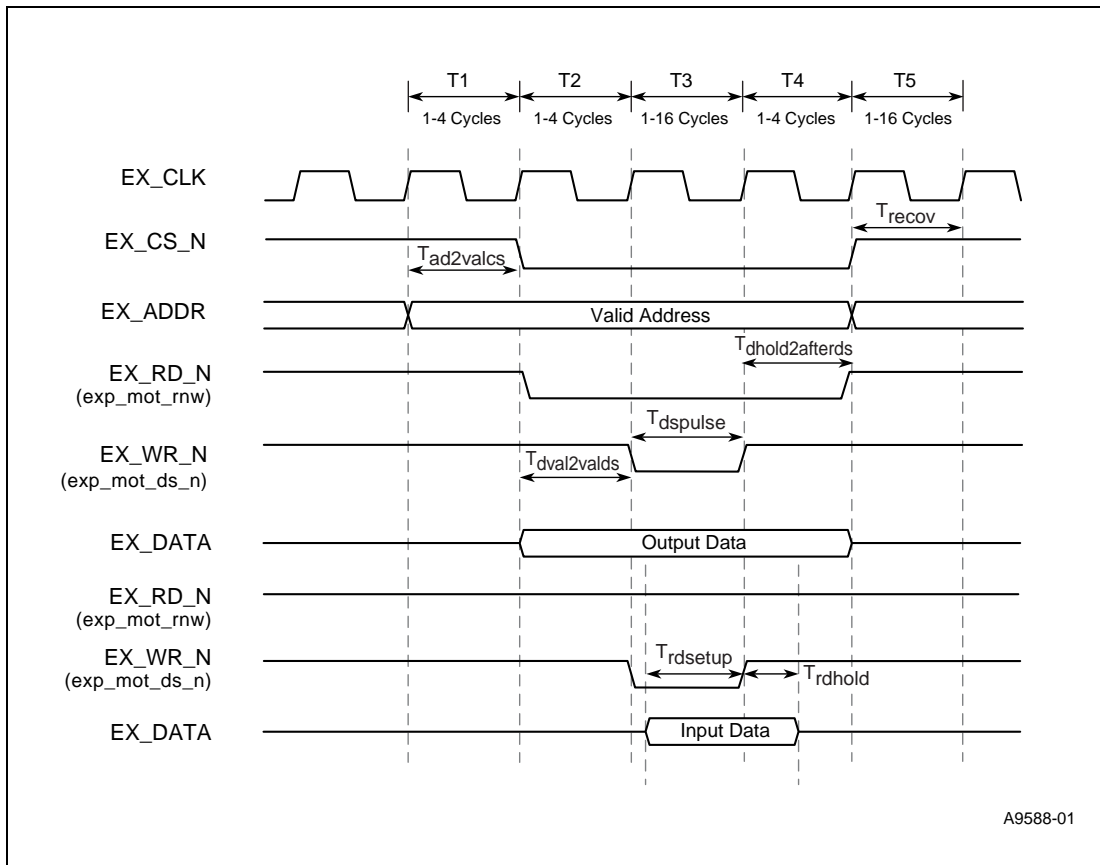 T1 T2 T3 T4 T5
1-4 Cycles 1-4 Cycles 1-16 Cycles 1-4 Cycles 1-16 Cycles
EX_CLK
Trecov
EX_CS_N
Tad2valcs
EX_ADDR
Valid Address
Tdhold2afterds
EX_RD_N
(exp_mot_rnw)
Tdspulse
EX_WR_N
Tdval2valds
(exp_mot_ds_n)
EX_DATA
Output Data
EX_RD_N
(exp_mot_rnw)
EX_WR_N
Trdsetup
(exp_mot_ds_n)
Trdhold
EX_DATA
Input Data
A9588-01